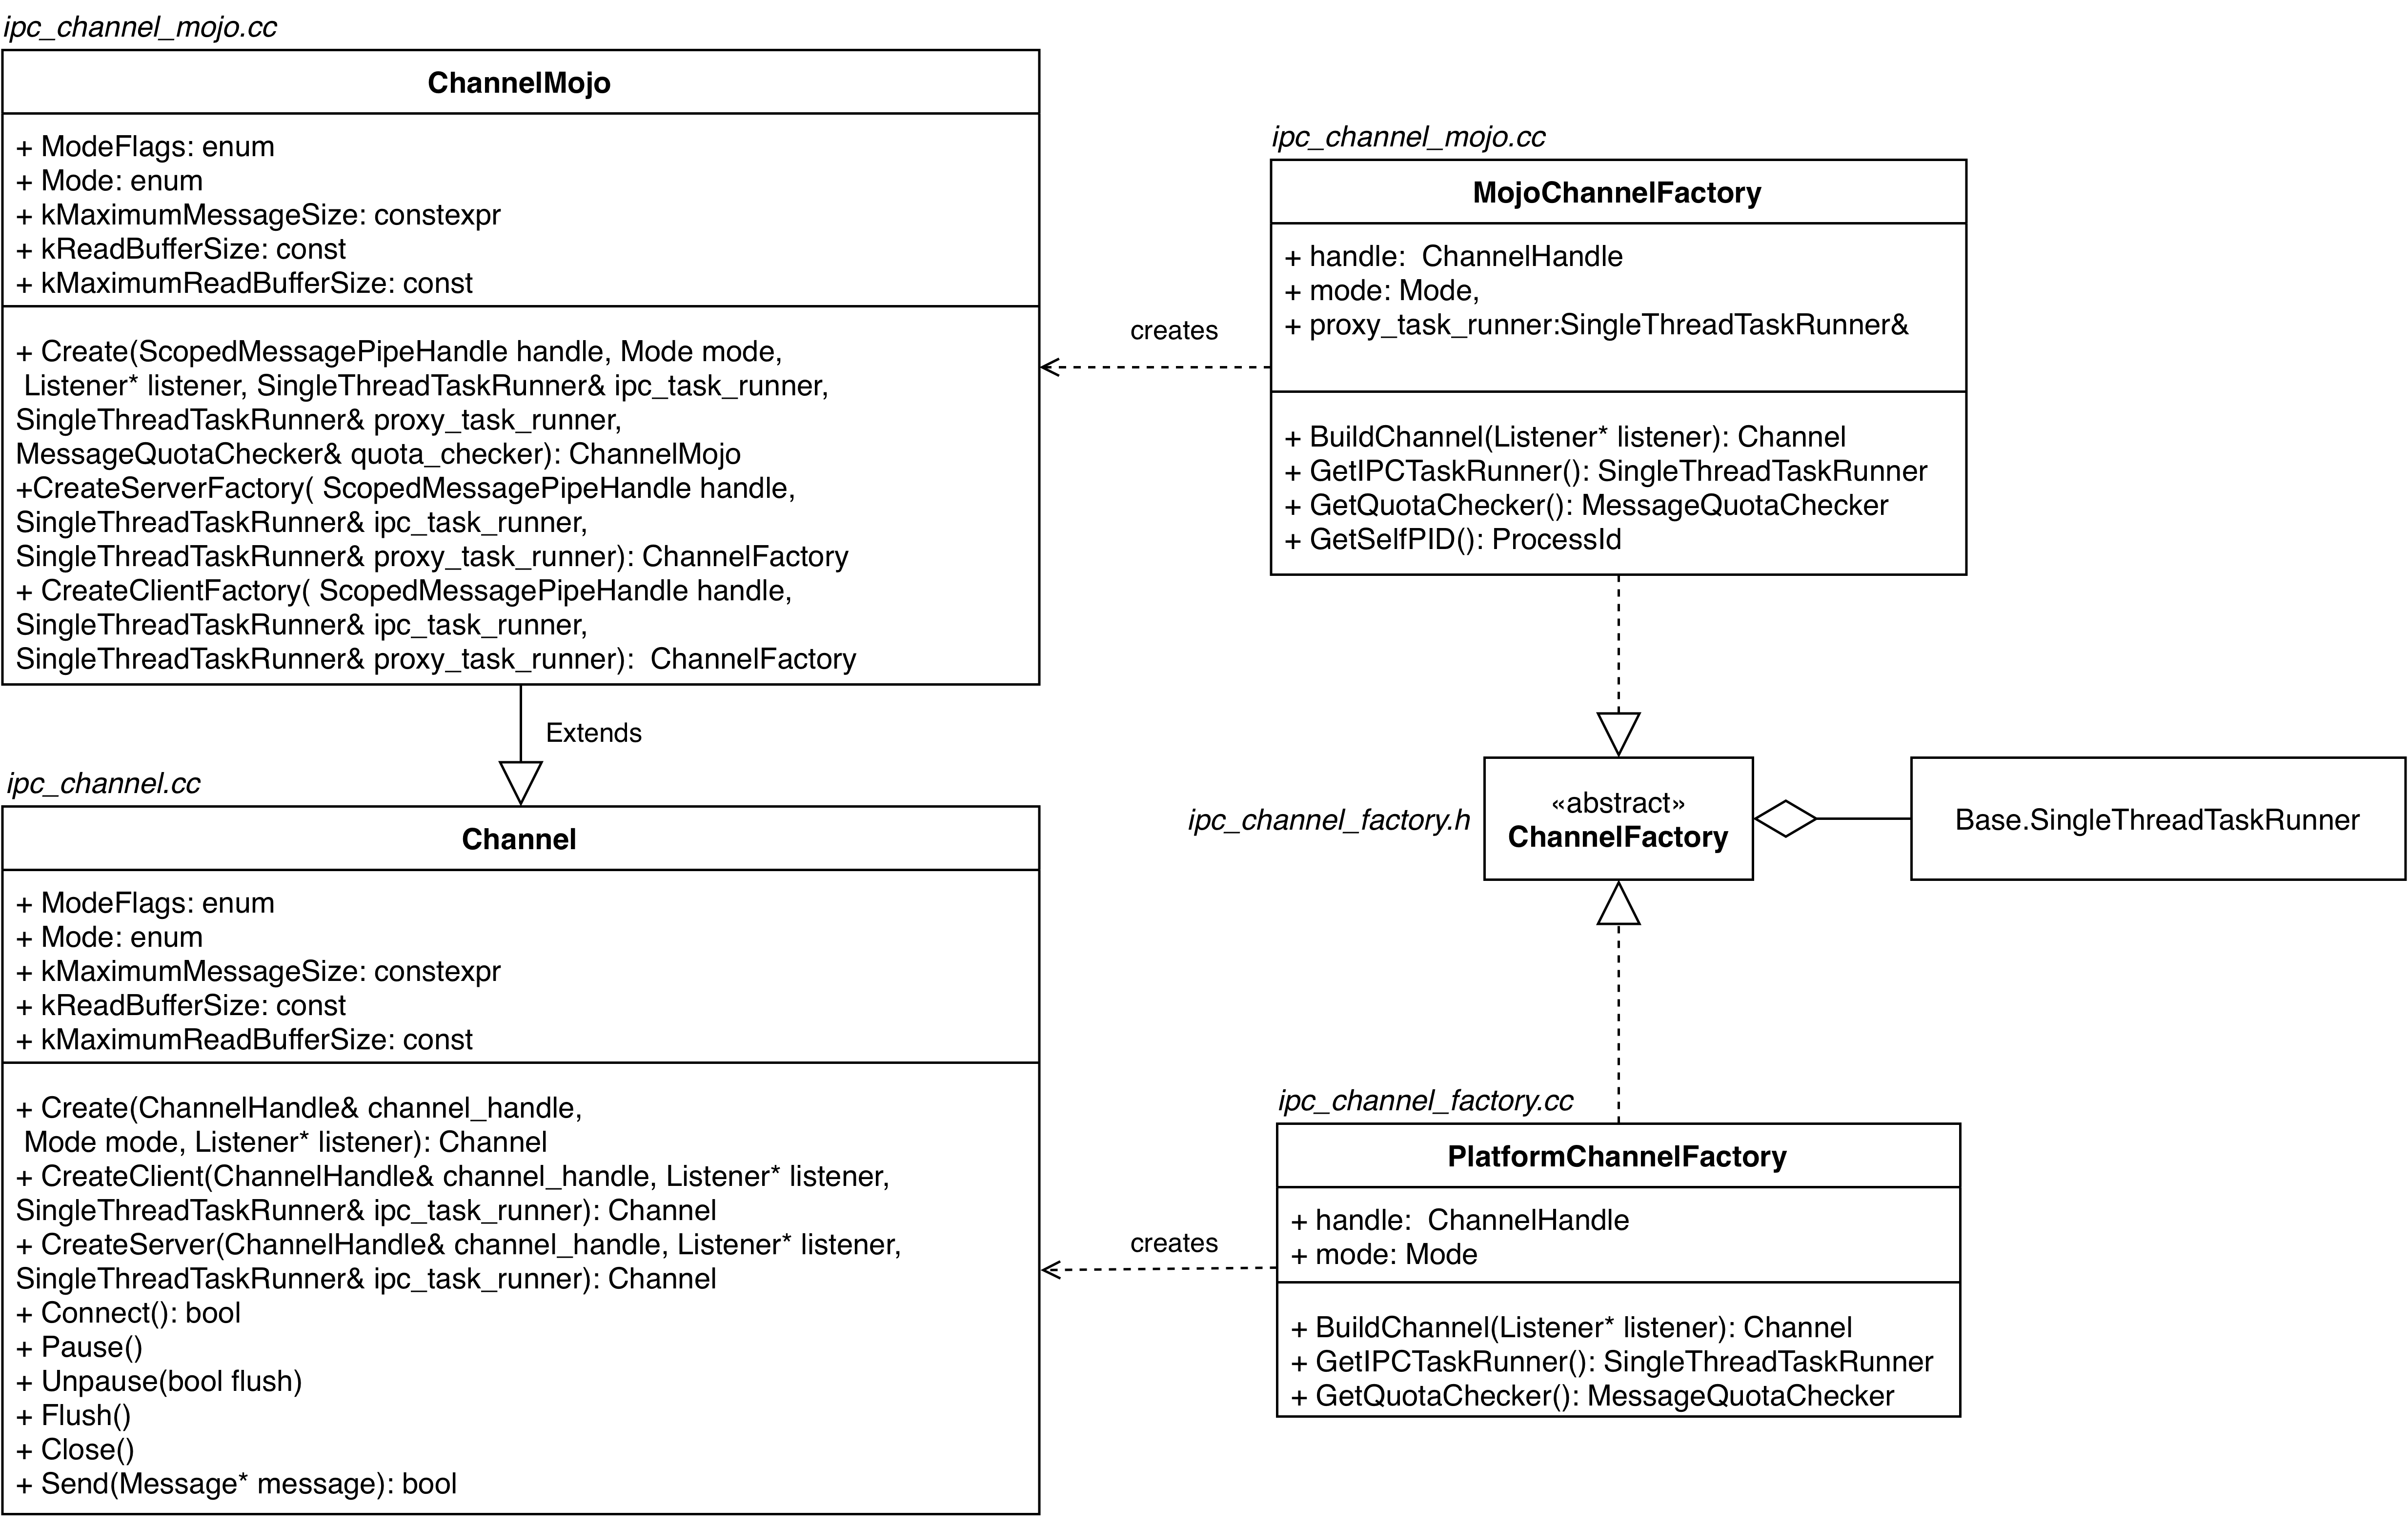 ipc_channel_mojo.cc
ChannelMojo
+ ModeFlags: enum
+ Mode: enum
+ kMaximumMessageSize: constexpr
+ kReadBufferSize: const
+ kMaximumReadBufferSize: const
+ Create(ScopedMessagePipeHandle handle, Mode mode,
Listener* listener, SingleThreadTaskRunner& ipc_task_runner,
SingleThreadTaskRunner& proxy_task_runner,
MessageQuotaChecker& quota_checker): ChannelMojo
+CreateServerFactory( ScopedMessagePipeHandle handle,
SingleThreadTaskRunner& ipc_task_runner,
SingleThreadTaskRunner& proxy_task_runner): ChannelFactory
+ CreateClientFactory( ScopedMessagePipeHandle handle,
SingleThreadTaskRunner& ipc_task_runner,
SingleThreadTaskRunner& proxy_task_runner):  ChannelFactory
creates
ipc_channel_mojo.cc
MojoChannelFactory
+ handle:  ChannelHandle
+ mode: Mode,
+ proxy_task_runner:SingleThreadTaskRunner&
+ BuildChannel(Listener* listener): Channel
+ GetIPCTaskRunner(): SingleThreadTaskRunner
+ GetQuotaChecker(): MessageQuotaChecker
+ GetSelfPID(): ProcessId
Extends
ipc_channel_factory.h
«abstract»
ChannelFactory
Base.SingleThreadTaskRunner
ipc_channel.cc
Channel
+ ModeFlags: enum
+ Mode: enum
+ kMaximumMessageSize: constexpr
+ kReadBufferSize: const
+ kMaximumReadBufferSize: const
+ Create(ChannelHandle& channel_handle,
Mode mode, Listener* listener): Channel
+ CreateClient(ChannelHandle& channel_handle, Listener* listener,
SingleThreadTaskRunner& ipc_task_runner): Channel
+ CreateServer(ChannelHandle& channel_handle, Listener* listener,
SingleThreadTaskRunner& ipc_task_runner): Channel
+ Connect(): bool
+ Pause()
+ Unpause(bool flush)
+ Flush()
+ Close()
+ Send(Message* message): bool
creates
ipc_channel_factory.cc
PlatformChannelFactory
+ handle:  ChannelHandle
+ mode: Mode
+ BuildChannel(Listener* listener): Channel
+ GetIPCTaskRunner(): SingleThreadTaskRunner
+ GetQuotaChecker(): MessageQuotaChecker